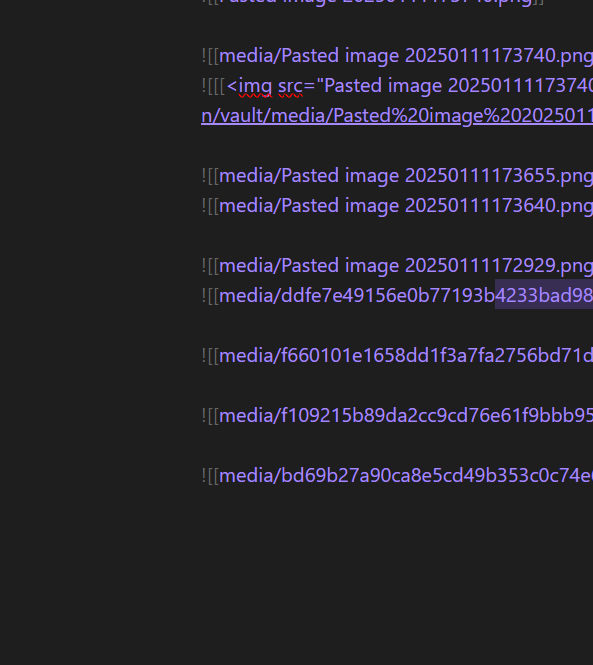 ![[Pasted image 20250111173740.png]]
![[media/Pasted image 20250111173740.png
![[[<img src="Pasted image 20250111173740
n/vault/media/Pasted%20image%202025011
![[media/Pasted image 20250111173655.png
![[media/Pasted image 20250111173640.png
![[media/Pasted image 20250111172929.png
![[media/ddfe7e49156e0b77193b4233bad98
![[media/f660101e1658dd1f3a7fa2756bd71d
![[media/f109215b89da2cc9cd76e61f9bbb95
![[media/bd69b27a90ca8e5cd49b353c0c74e